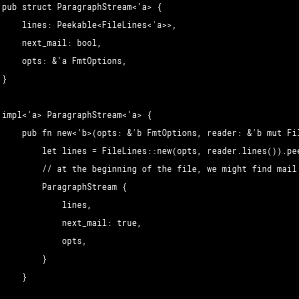 pub struct ParagraphStream<'a> {
    lines: Peekable<FileLines<'a>>,
    next_mail: bool,
    opts: &'a FmtOptions,
}

impl<'a> ParagraphStream<'a> {
    pub fn new<'b>(opts: &'b FmtOptions, reader: &'b mut Fil
        let lines = FileLines::new(opts, reader.lines()).pee
        // at the beginning of the file, we might find mail
        ParagraphStream {
            lines,
            next_mail: true,
            opts,
        }
    }